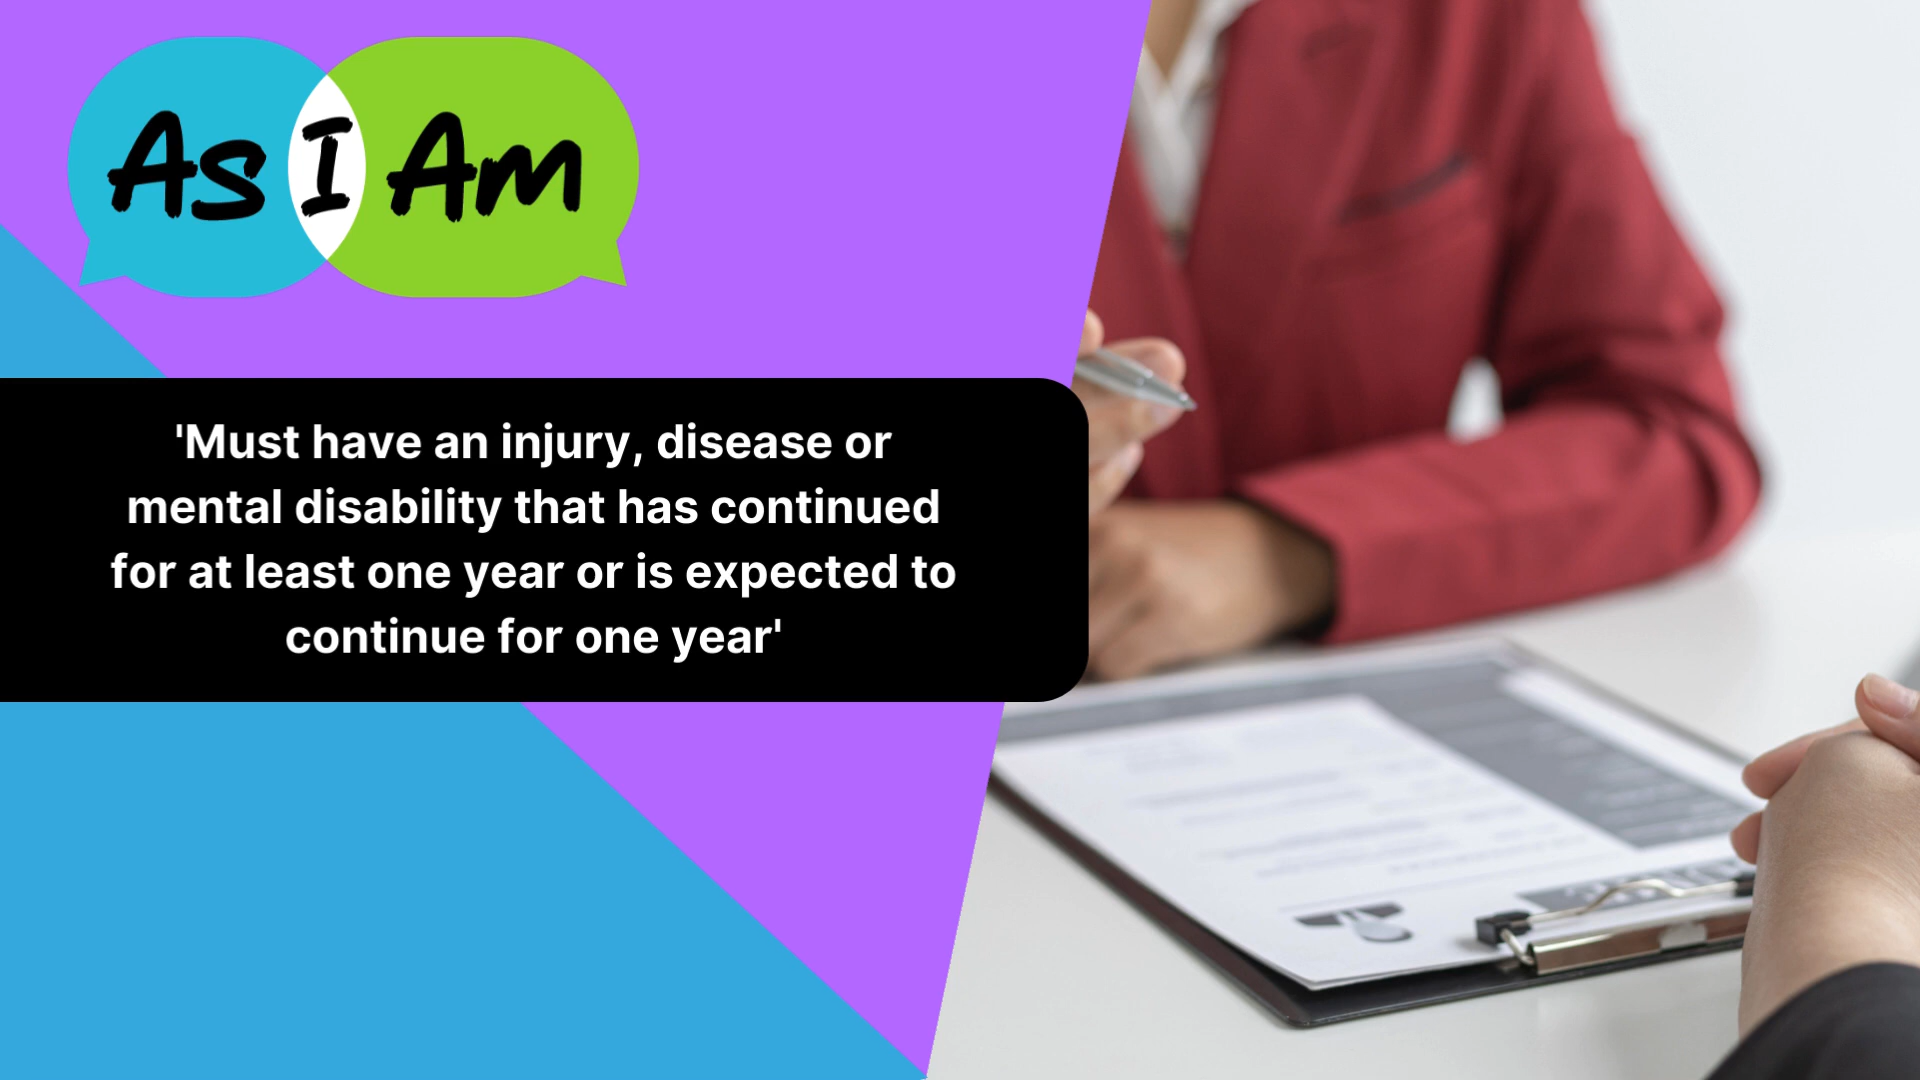 As I Am
'Must have an injury, disease or
mental disability that has continued
for at least one year or is expected to
continue for one year'